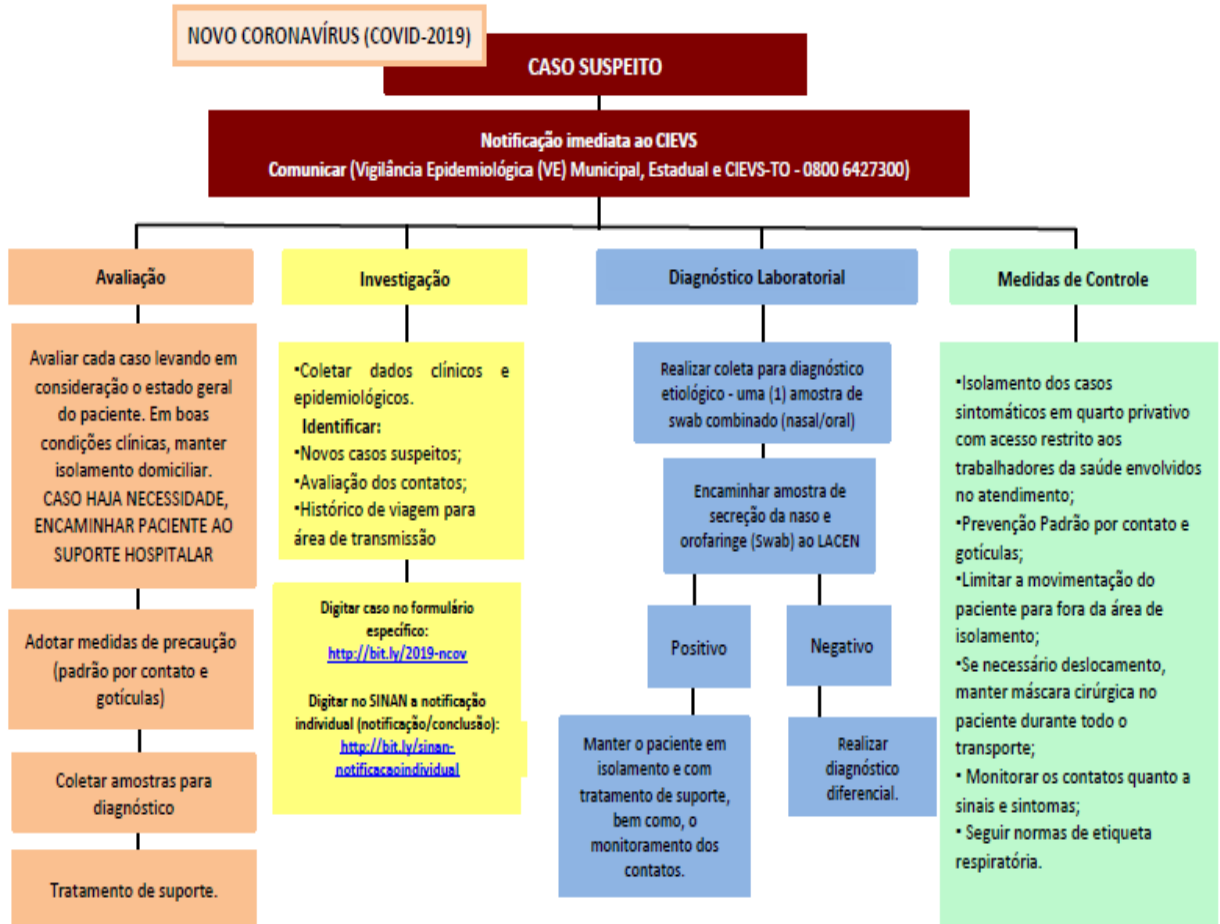 NOVO CORONAVÍRUS (COVID-2019)
CASO SUSPEITO
Notificação imediata ao CIEVS
Comunicar (Vigilância Epidemiológica (VE) Municipal, Estadual e CIEVS-TO - 0800 6427300)
Avaliação
Avaliar cada caso levando em
consideração o estado geral
do paciente. Em boas
condições clínicas, manter
isolamento domiciliar.
CASO HAJA NECESSIDADE,
ENCAMINHAR PACIENTE AO
SUPORTE HOSPITALAR
Adotar medidas de precaução
(padrão por contato e
gotículas)
Coletar amostras para
diagnóstico
Tratamento de suporte.
Investigação
•Coletar dados clínicos e
epidemiológicos.
Identificar:
•Novos casos suspeitos;
•Avaliação dos contatos;
•Histórico de viagem para
área de transmissão
Digitar caso no formulário
específico:
http://bit.ly/2019-ncov
Digitar no SINAN a notificação
individual (notificação/conclusão):
http://bit.ly/sinan-
notificacaoindividual
Diagnóstico Laboratorial
Realizar coleta para diagnóstico
etiológico - uma (1) amostra de
swab combinado (nasal/oral)
Encaminhar amostra de
secreção da naso e
orofaringe (Swab) ao LACEN
Positivo
Negativo
Manter o paciente em
isolamento e com
tratamento de suporte,
bem como, o
monitoramento dos
contatos.
Realizar
diagnóstico
diferencial.
Medidas de Controle
•Isolamento dos casos
sintomáticos em quarto privativo
com acesso restrito aos
trabalhadores da saúde envolvidos
no atendimento;
•Prevenção Padrão por contato e
gotículas;
•Limitar a movimentação do
paciente para fora da área de
isolamento;
•Se necessário deslocamento,
manter máscara cirúrgica no
paciente durante todo o
transporte;
• Monitorar os contatos quanto a
sinais e sintomas;
• Seguir normas de etiqueta
respiratória.